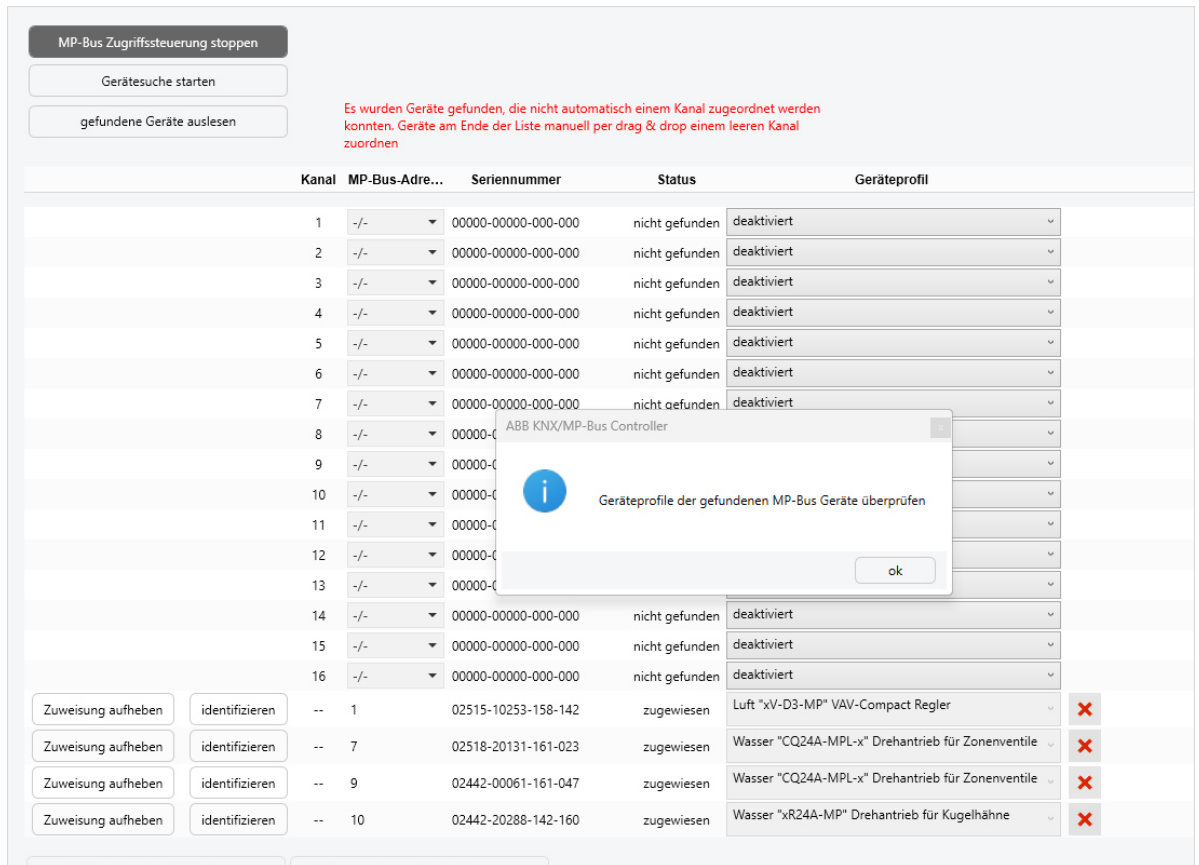 MP-Bus Zugriffssteuerung stoppen
Gerätesuche starten
gefundene Geräte auslesen
Es wurden Geräte gefunden, die nicht automatisch einem Kanal zugeordnet werden
konnten. Geräte am Ende der Liste manuell per drag & drop einem leeren Kanal
zuordnen
Kanal MP-Bus-Adre... Seriennummer Status Geräteprofil
1 -/- 00000-00000-000-000 nicht gefunden deaktiviert
2 -/- 00000-00000-000-000 nicht gefunden deaktiviert
3 -/- 00000-00000-000-000 nicht gefunden deaktiviert
4 -/- 00000-00000-000-000 nicht gefunden deaktiviert
5 -/- 00000-00000-000-000 nicht gefunden deaktiviert
6 -/- 00000-00000-000-000 nicht gefunden deaktiviert
7 -/- 00000-00000-000-000 nicht gefunden deaktiviert
8 -/- 00000-
9 -/- 00000-
10 -/- 00000-
11 -/- 00000-
12 -/- 00000-
13 -/- 00000-
ABB KNX/MP-Bus Controller
x
Geräteprofile der gefundenen MP-Bus Geräte überprüfen
ok
14 -/- 00000-00000-000-000 nicht gefunden deaktiviert
15 -/- 00000-00000-000-000 nicht gefunden deaktiviert
16 -/- 00000-00000-000-000 nicht gefunden deaktiviert
Zuweisung aufheben identifizieren -- 1 02515-10253-158-142 zugewiesen Luft "xV-D3-MP" VAV-Compact Regler
Zuweisung aufheben identifizieren -- 7 02518-20131-161-023 zugewiesen Wasser "CQ24A-MPL-x" Drehantrieb für Zonenventile
Zuweisung aufheben identifizieren -- 9 02442-00061-161-047 zugewiesen Wasser "CQ24A-MPL-x" Drehantrieb für Zonenventile
Zuweisung aufheben identifizieren -- 10 02442-20288-142-160 zugewiesen Wasser "xR24A-MP" Drehantrieb für Kugelhähne